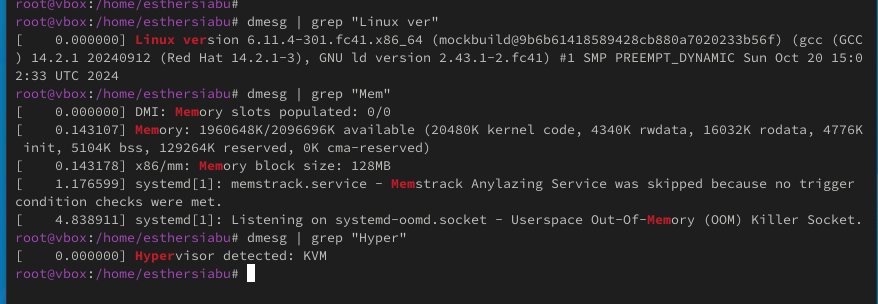 root@vbox:/home/esthersiabu#
root@vbox:/home/esthersiabu# dmesg | grep "Linux ver"
[    0.000000] Linux version 6.11.4-301.fc41.x86_64 (mockbuild@9b6b61418589428cb880a7020233b56f) (gcc (GCC
) 14.2.1 20240912 (Red Hat 14.2.1-3), GNU ld version 2.43.1-2.fc41) #1 SMP PREEMPT_DYNAMIC Sun Oct 20 15:0
2:33 UTC 2024
root@vbox:/home/esthersiabu# dmesg | grep "Mem"
[    0.000000] DMI: Memory slots populated: 0/0
[    0.143107] Memory: 1960648K/2096696K available (20480K kernel code, 4340K rwdata, 16032K rodata, 4776K
 init, 5104K bss, 129264K reserved, 0K cma-reserved)
[    0.143178] x86/mm: Memory block size: 128MB
[    1.176599] systemd[1]: memstrack.service - Memstrack Anylazing Service was skipped because no trigger
condition checks were met.
[    4.838911] systemd[1]: Listening on systemd-oomd.socket - Userspace Out-Of-Memory (OOM) Killer Socket.
root@vbox:/home/esthersiabu# dmesg | grep "Hyper"
[    0.000000] Hypervisor detected: KVM
root@vbox:/home/esthersiabu#